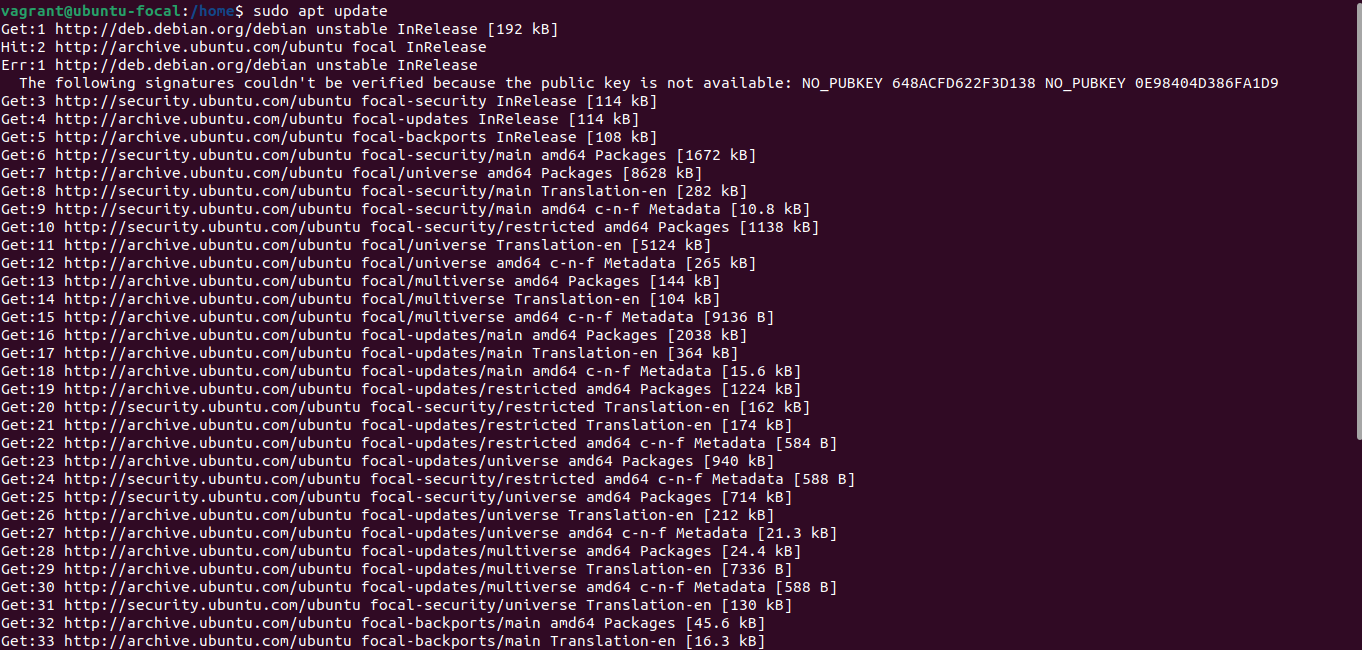 vagrant@ubuntu-focal:/home$ sudo apt update
Get:1 http://deb.debian.org/debian unstable InRelease [192 kB]
Hit:2 http://archive.ubuntu.com/ubuntu focal InRelease
Err:1 http://deb.debian.org/debian unstable InRelease
  The following signatures couldn't be verified because the public key is not available: NO_PUBKEY 648ACFD622F3D138 NO_PUBKEY 0E98404D386FA1D9
Get:3 http://security.ubuntu.com/ubuntu focal-security InRelease [114 kB]
Get:4 http://archive.ubuntu.com/ubuntu focal-updates InRelease [114 kB]
Get:5 http://archive.ubuntu.com/ubuntu focal-backports InRelease [108 kB]
Get:6 http://security.ubuntu.com/ubuntu focal-security/main amd64 Packages [1672 kB]
Get:7 http://archive.ubuntu.com/ubuntu focal/universe amd64 Packages [8628 kB]
Get:8 http://security.ubuntu.com/ubuntu focal-security/main Translation-en [282 kB]
Get:9 http://security.ubuntu.com/ubuntu focal-security/main amd64 c-n-f Metadata [10.8 kB]
Get:10 http://security.ubuntu.com/ubuntu focal-security/restricted amd64 Packages [1138 kB]
Get:11 http://archive.ubuntu.com/ubuntu focal/universe Translation-en [5124 kB]
Get:12 http://archive.ubuntu.com/ubuntu focal/universe amd64 c-n-f Metadata [265 kB]
Get:13 http://archive.ubuntu.com/ubuntu focal/multiverse amd64 Packages [144 kB]
Get:14 http://archive.ubuntu.com/ubuntu focal/multiverse Translation-en [104 kB]
Get:15 http://archive.ubuntu.com/ubuntu focal/multiverse amd64 c-n-f Metadata [9136 B]
Get:16 http://archive.ubuntu.com/ubuntu focal-updates/main amd64 Packages [2038 kB]
Get:17 http://archive.ubuntu.com/ubuntu focal-updates/main Translation-en [364 kB]
Get:18 http://archive.ubuntu.com/ubuntu focal-updates/main amd64 c-n-f Metadata [15.6 kB]
Get:19 http://archive.ubuntu.com/ubuntu focal-updates/restricted amd64 Packages [1224 kB]
Get:20 http://security.ubuntu.com/ubuntu focal-security/restricted Translation-en [162 kB]
Get:21 http://archive.ubuntu.com/ubuntu focal-updates/restricted Translation-en [174 kB]
Get:22 http://archive.ubuntu.com/ubuntu focal-updates/restricted amd64 c-n-f Metadata [584 B]
Get:23 http://archive.ubuntu.com/ubuntu focal-updates/universe amd64 Packages [940 kB]
Get:24 http://security.ubuntu.com/ubuntu focal-security/restricted amd64 c-n-f Metadata [588 B]
Get:25 http://security.ubuntu.com/ubuntu focal-security/universe amd64 Packages [714 kB]
Get:26 http://archive.ubuntu.com/ubuntu focal-updates/universe Translation-en [212 kB]
Get:27 http://archive.ubuntu.com/ubuntu focal-updates/universe amd64 c-n-f Metadata [21.3 kB]
Get:28 http://archive.ubuntu.com/ubuntu focal-updates/multiverse amd64 Packages [24.4 kB]
Get:29 http://archive.ubuntu.com/ubuntu focal-updates/multiverse Translation-en [7336 B]
Get:30 http://archive.ubuntu.com/ubuntu focal-updates/multiverse amd64 c-n-f Metadata [588 B]
Get:31 http://security.ubuntu.com/ubuntu focal-security/universe Translation-en [130 kB]
Get:32 http://archive.ubuntu.com/ubuntu focal-backports/main amd64 Packages [45.6 kB]
Get:33 http://archive.ubuntu.com/ubuntu focal-backports/main Translation-en [16.3 kB]